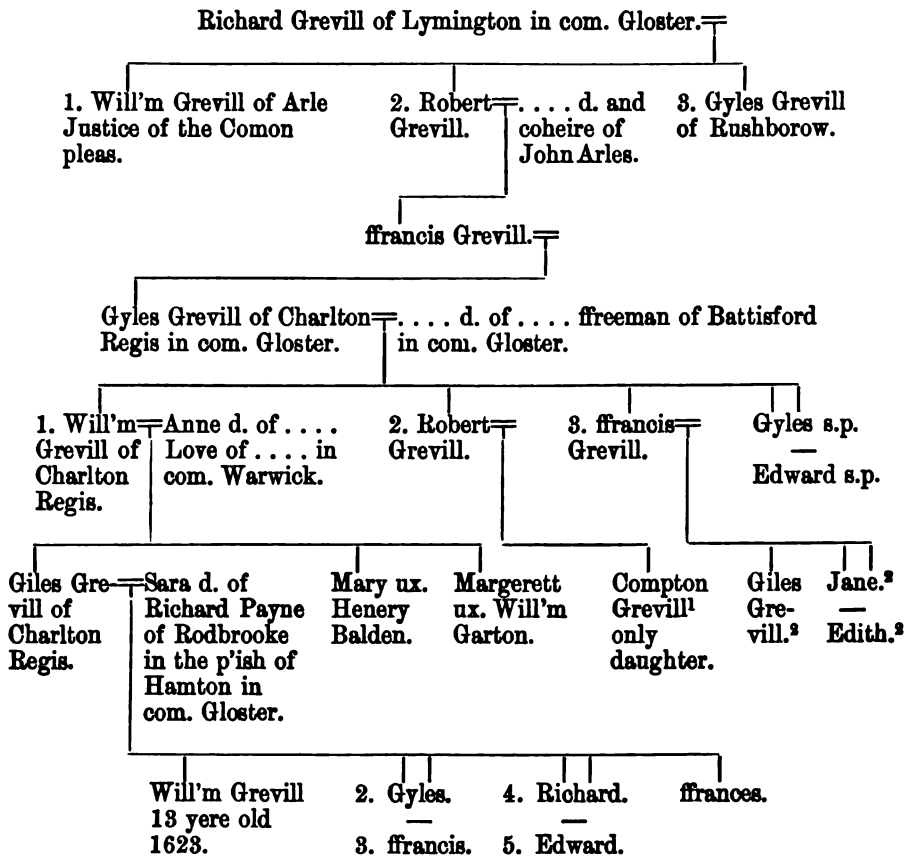 Richard Grevill of Lymington in com. Gloster.
1. Will'm Grevill of Arle
Justice of the Comon
pleas.
2. Robert
Grevill.
. . . . d. and
coheire of
John Arles.
3. Gyles Grevill
of Rushborow.
ffrancis Grevill.
Gyles Grevill of Charlton
Regis in com. Gloster.
. . . . d. of . . . . ffreeman of Battisford
in com. Gloster.
1. Will'm
Grevill of
Charlton
Regis.
Anne d. of . . . .
Love of . . . . in
com. Warwick.
2. Robert
Grevill.
3. ffrancis
Grevill.
Gyles s.p.
—
Edward s.p.
Giles Gre-
vill of
Charlton
Regis.
Sara d. of
Richard Payne
of Rodbrooke
in the p'ish of
Hamton in
com. Gloster.
Mary ux.
Henery
Balden.
Margerett
ux. Will'm
Garton.
Compton
Grevill¹
only
daughter.
Giles
Gre-
vill.²
Jane.²
—
Edith.²
Will'm Grevill
13 yere old
1623.
2. Gyles.
—
3. ffrancis.
4. Richard.
—
5. Edward.
ffrances.